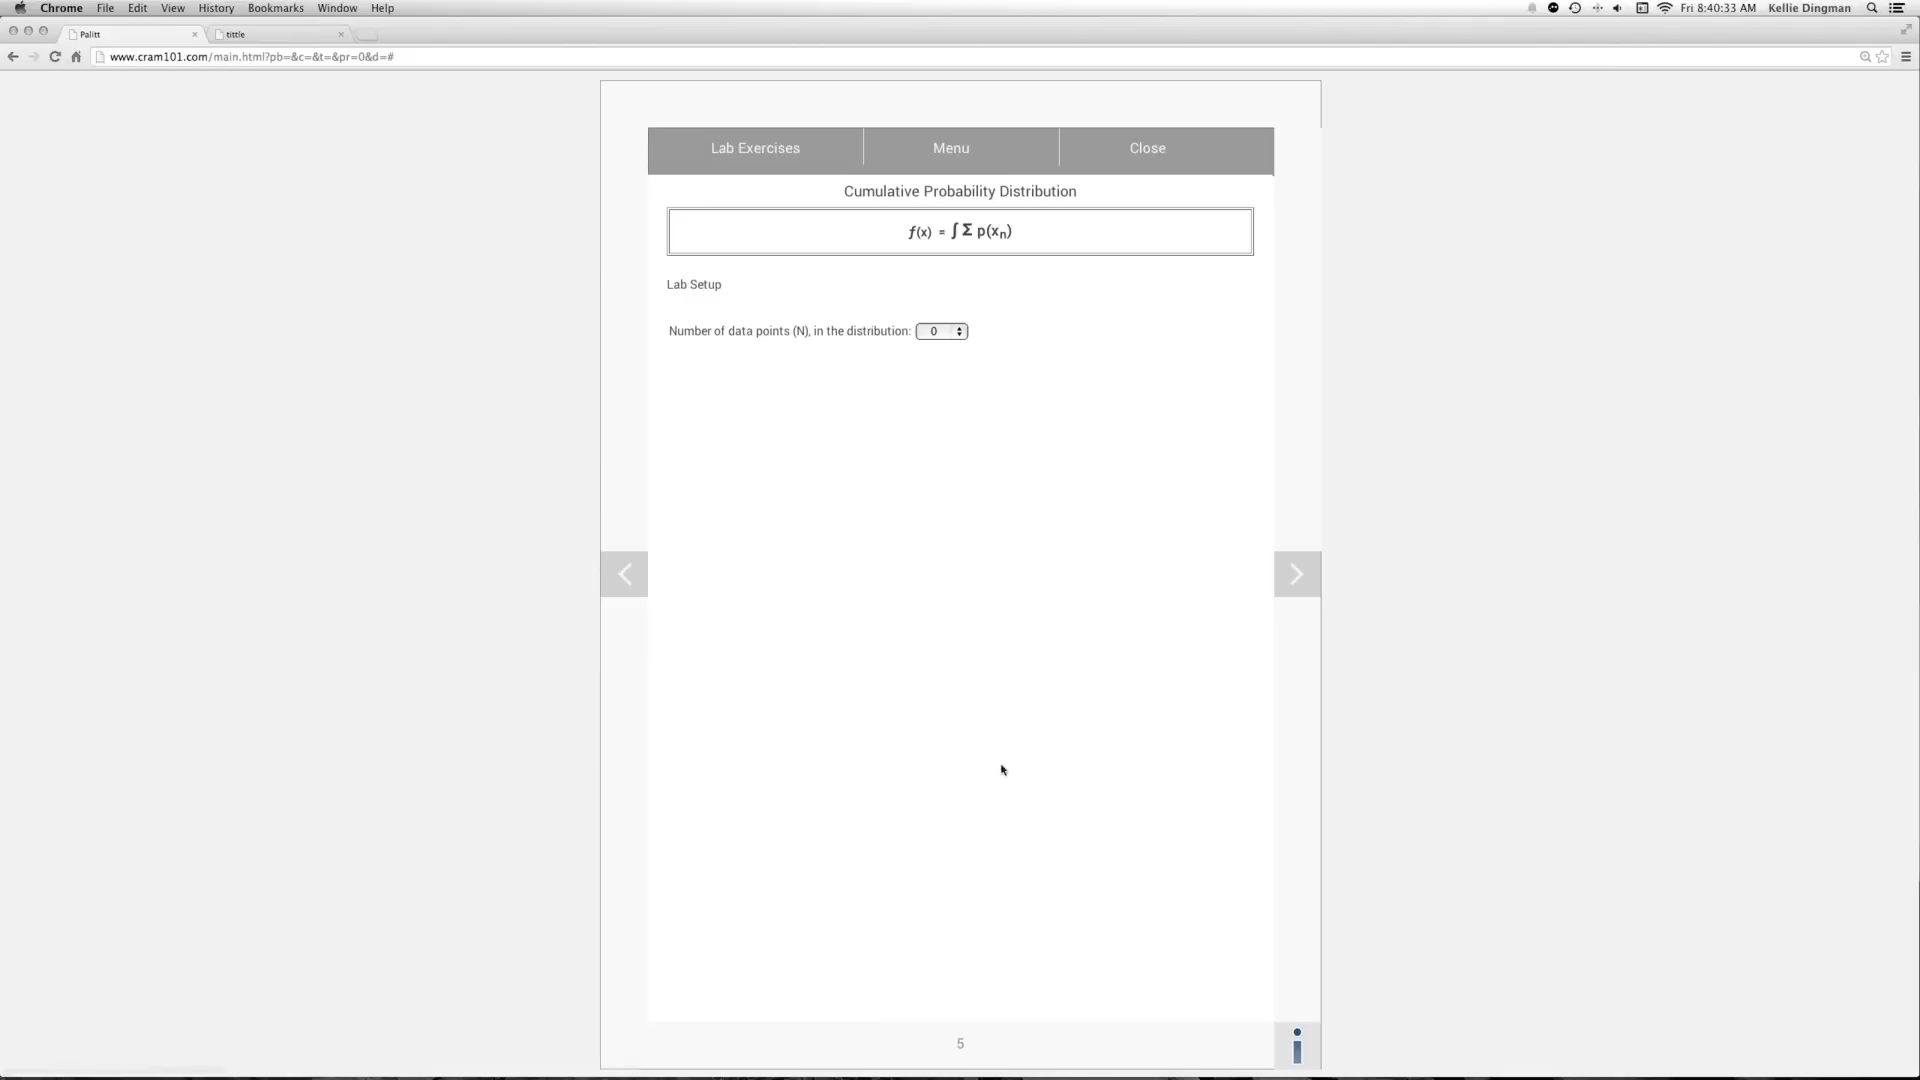 Chrome File Edit View History Bookmarks Window Help Fri 8:40:33 AM Kellie Dingman
Palitt tittle
www.cram101.com/main.html?pb=&c=&t=&pr=0&d=#
Lab Exercises Menu Close
Cumulative Probability Distribution
f(x) = ∫ Σ p(xₙ)
Lab Setup
Number of data points (N), in the distribution: 0
5
i